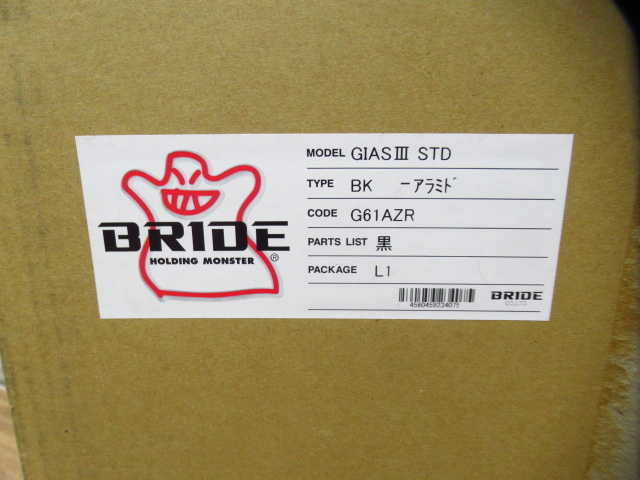 BRIDE
HOLDING MONSTER
®
MODEL GIASⅢ STD
TYPE BK ーアラミド
CODE G61AZR
PARTS LIST 黒
PACKAGE L1
4580459234075
BRIDE